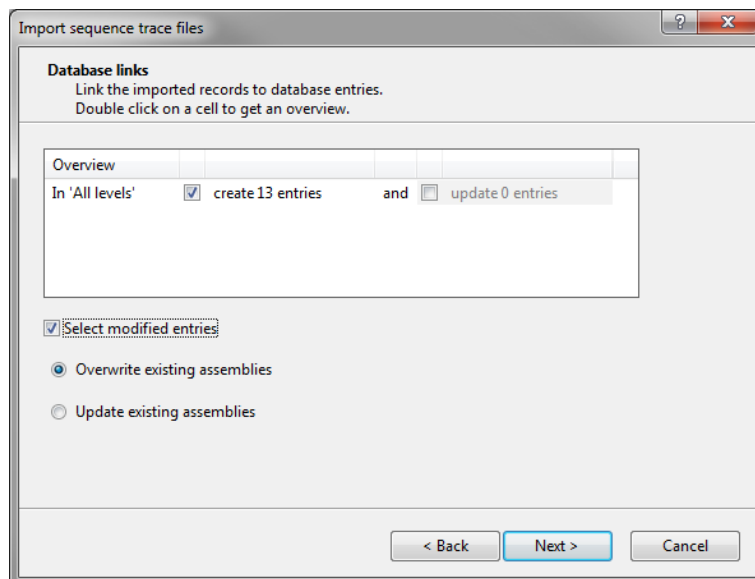 Import sequence trace files
Database links
Link the imported records to database entries.
Double click on a cell to get an overview.
Overview
In 'All levels' create 13 entries and update 0 entries
Select modified entries
Overwrite existing assemblies
Update existing assemblies
< Back Next > Cancel